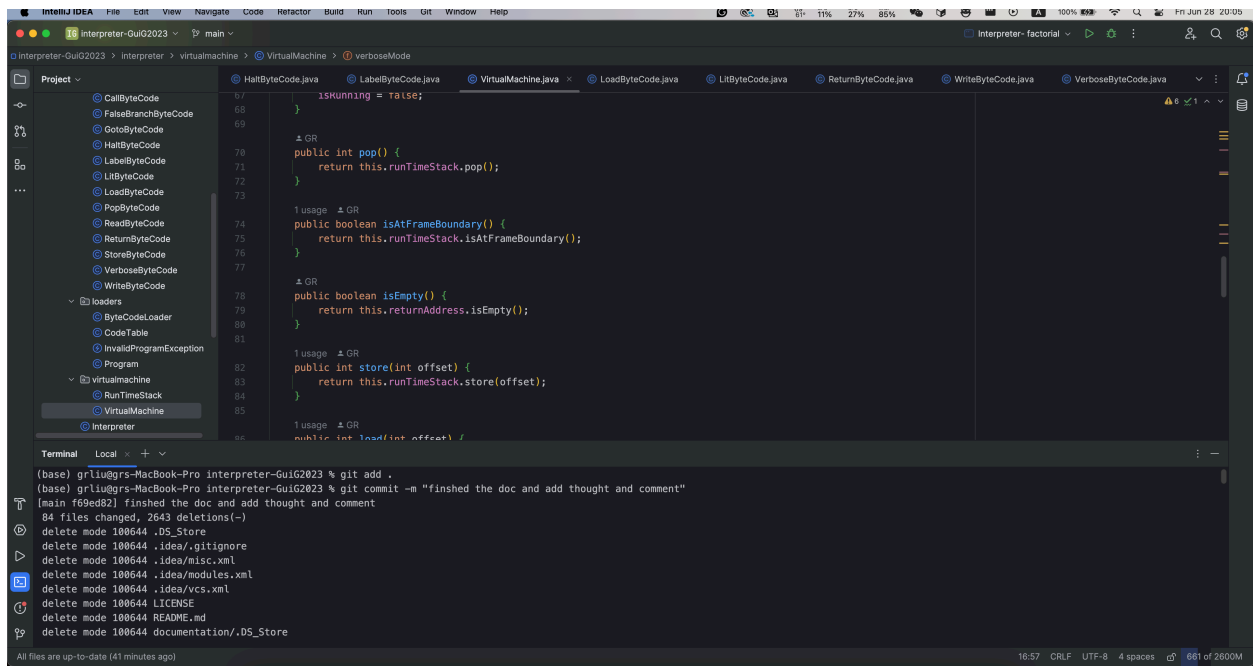 IntelliJ IDEA File Edit View Navigate Code Refactor Build Run Tools Git Window Help 61° 11% 27% 85% A 100% Fri Jun 28 20:05
IG interpreter-GuiG2023 main Interpreter- factorial
interpreter-GuiG2023 > interpreter > virtualmachine > VirtualMachine > verboseMode
Project
HaltByteCode.java LabelByteCode.java VirtualMachine.java × LoadByteCode.java LitByteCode.java ReturnByteCode.java WriteByteCode.java VerboseByteCode.java
CallByteCode
FalseBranchByteCode
GotoByteCode
HaltByteCode
LabelByteCode
LitByteCode
LoadByteCode
PopByteCode
ReadByteCode
ReturnByteCode
StoreByteCode
VerboseByteCode
WriteByteCode
loaders
ByteCodeLoader
CodeTable
InvalidProgramException
Program
virtualmachine
RunTimeStack
VirtualMachine
Interpreter
6 1
67 isRunning = false;
68 }
69
GR
70 public int pop() {
71 return this.runTimeStack.pop();
72 }
73
1 usage GR
74 public boolean isAtFrameBoundary() {
75 return this.runTimeStack.isAtFrameBoundary();
76 }
77
GR
78 public boolean isEmpty() {
79 return this.returnAddress.isEmpty();
80 }
81
1 usage GR
82 public int store(int offset) {
83 return this.runTimeStack.store(offset);
84 }
85
1 usage GR
86 public int load(int offset) {
Terminal Local × + 
(base) grliu@grs-MacBook-Pro interpreter-GuiG2023 % git add .
(base) grliu@grs-MacBook-Pro interpreter-GuiG2023 % git commit -m "finshed the doc and add thought and comment"
[main f69ed82] finshed the doc and add thought and comment
84 files changed, 2643 deletions(-)
delete mode 100644 .DS_Store
delete mode 100644 .idea/.gitignore
delete mode 100644 .idea/misc.xml
delete mode 100644 .idea/modules.xml
delete mode 100644 .idea/vcs.xml
delete mode 100644 LICENSE
delete mode 100644 README.md
delete mode 100644 documentation/.DS_Store
All files are up-to-date (41 minutes ago) 16:57 CRLF UTF-8 4 spaces 661 of 2600M